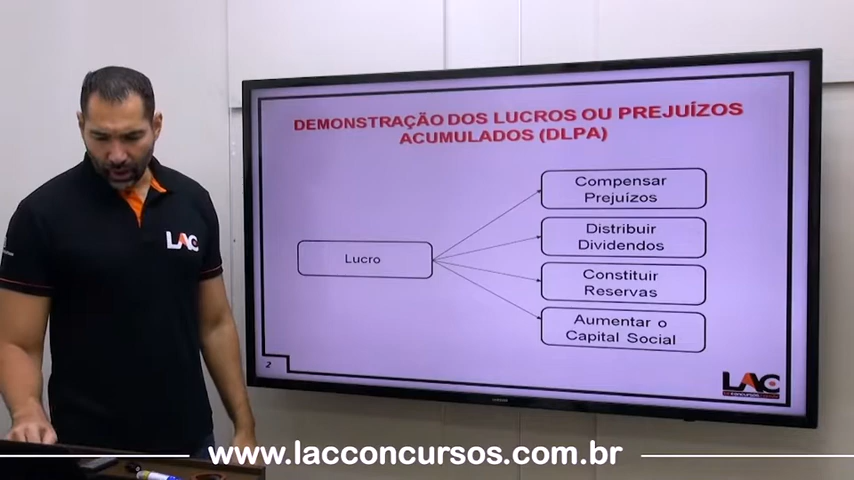 DEMONSTRAÇÃO DOS LUCROS OU PREJUÍZOS
ACUMULADOS (DLPA)
Lucro
Compensar
Prejuízos
Distribuir
Dividendos
Constituir
Reservas
Aumentar o
Capital Social
2
LAC
LAC
www.lacconcursos.com.br